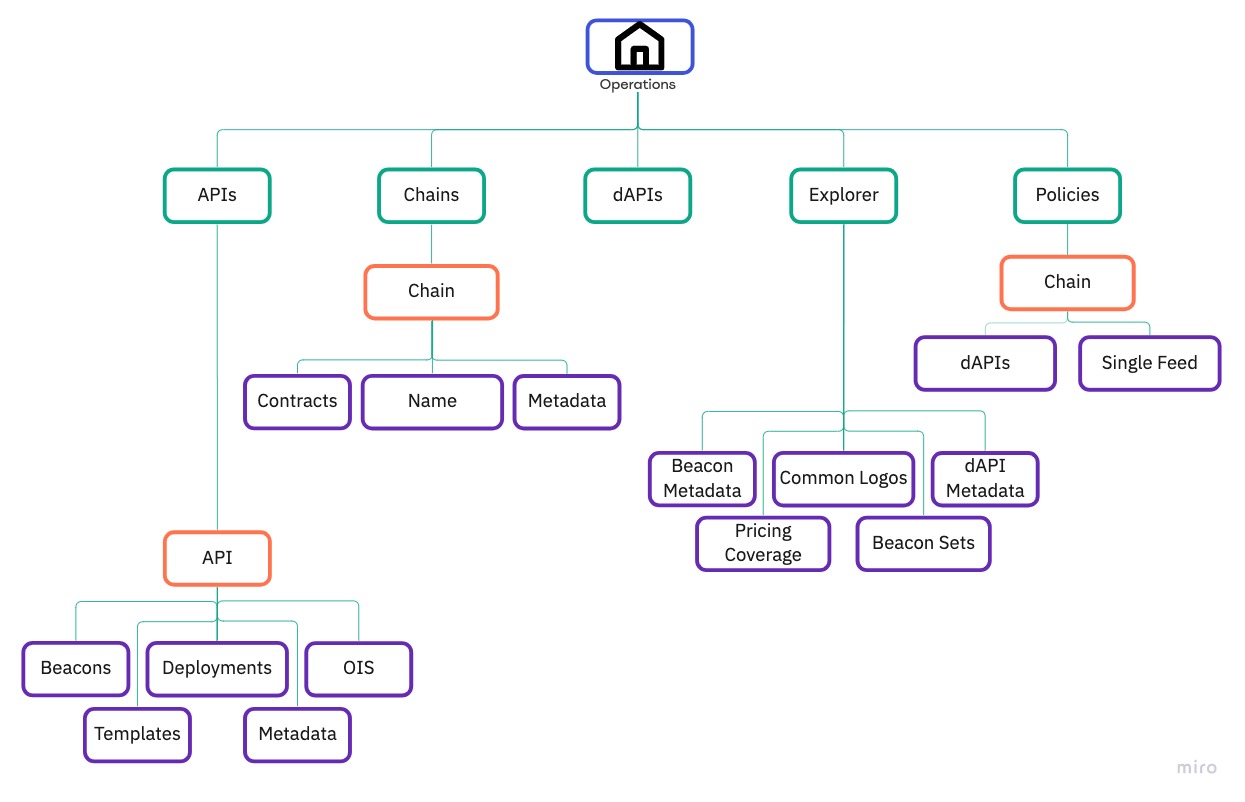 Operations
APIs
Chains
dAPIs
Explorer
Policies
Chain
Chain
dAPIs
Single Feed
Contracts
Name
Metadata
Beacon
Metadata
Common Logos
dAPI
Metadata
Pricing
Coverage
Beacon Sets
API
Beacons
Deployments
OIS
Templates
Metadata
miro